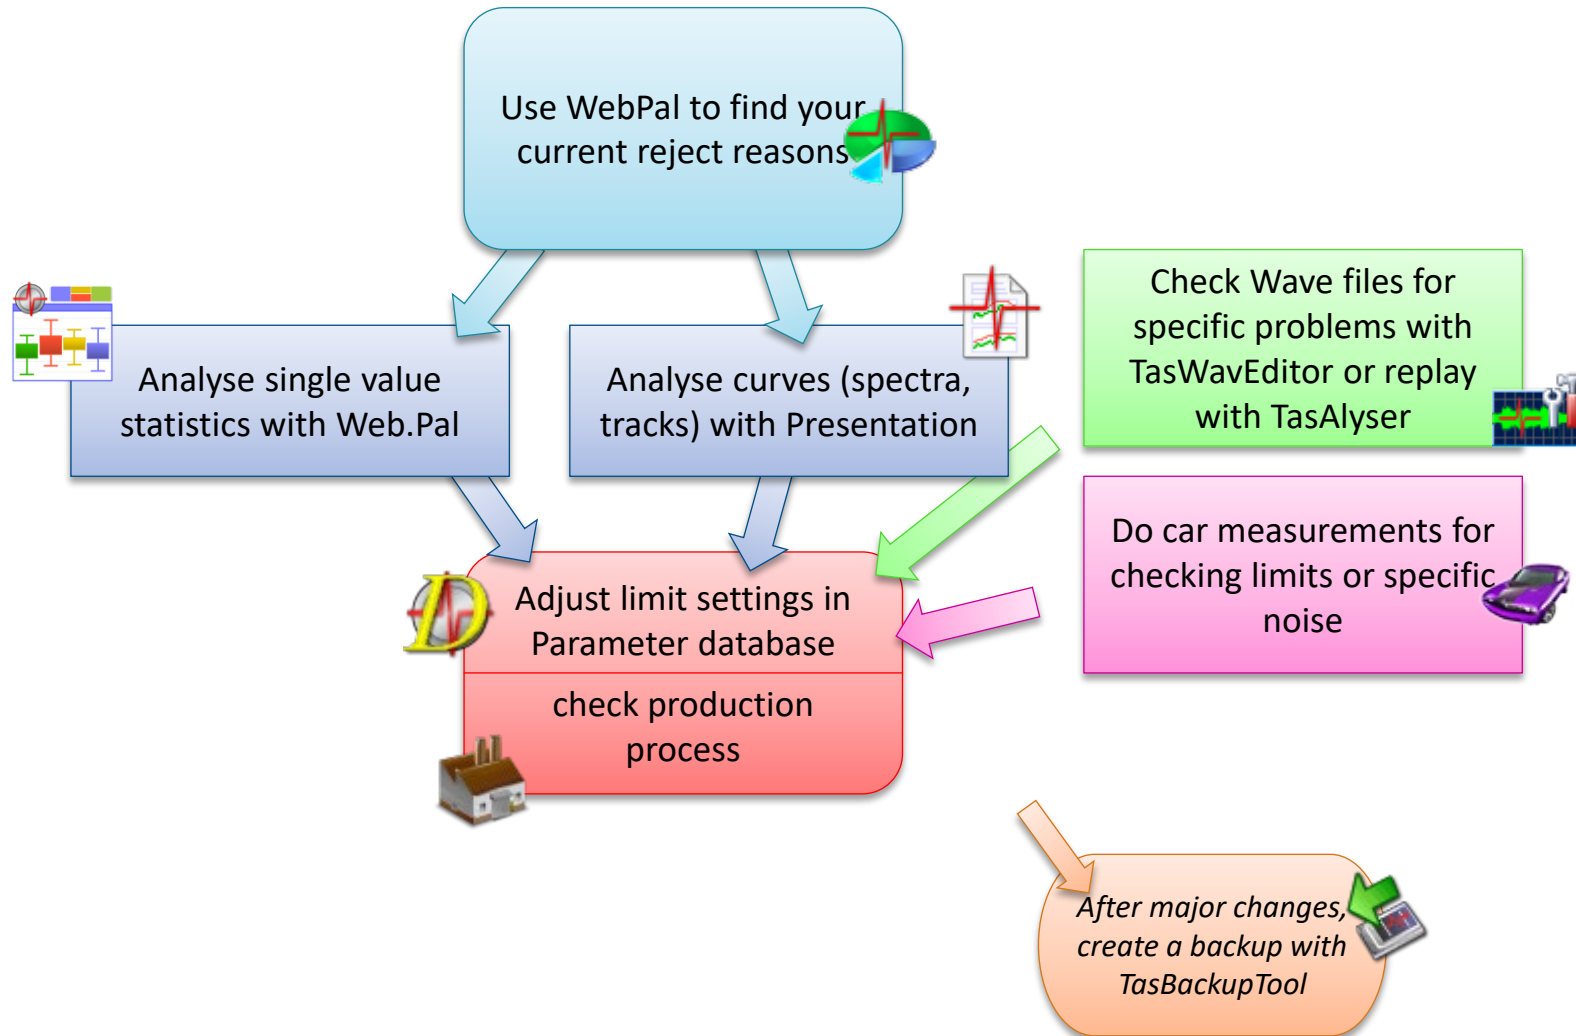 Use WebPal to find your
current reject reasons
Analyse single value
statistics with Web.Pal
Analyse curves (spectra,
tracks) with Presentation
Check Wave files for
specific problems with
TasWavEditor or replay
with TasAlyser
Do car measurements for
checking limits or specific
noise
D
Adjust limit settings in
Parameter database
check production
process
After major changes,
create a backup with
TasBackupTool